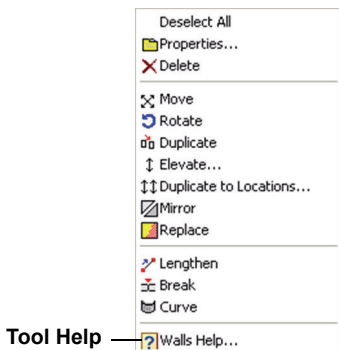 Deselect All
Properties...
Delete
Move
Rotate
Duplicate
Elevate...
Duplicate to Locations...
Mirror
Replace
Lengthen
Break
Curve
Tool Help
Walls Help...